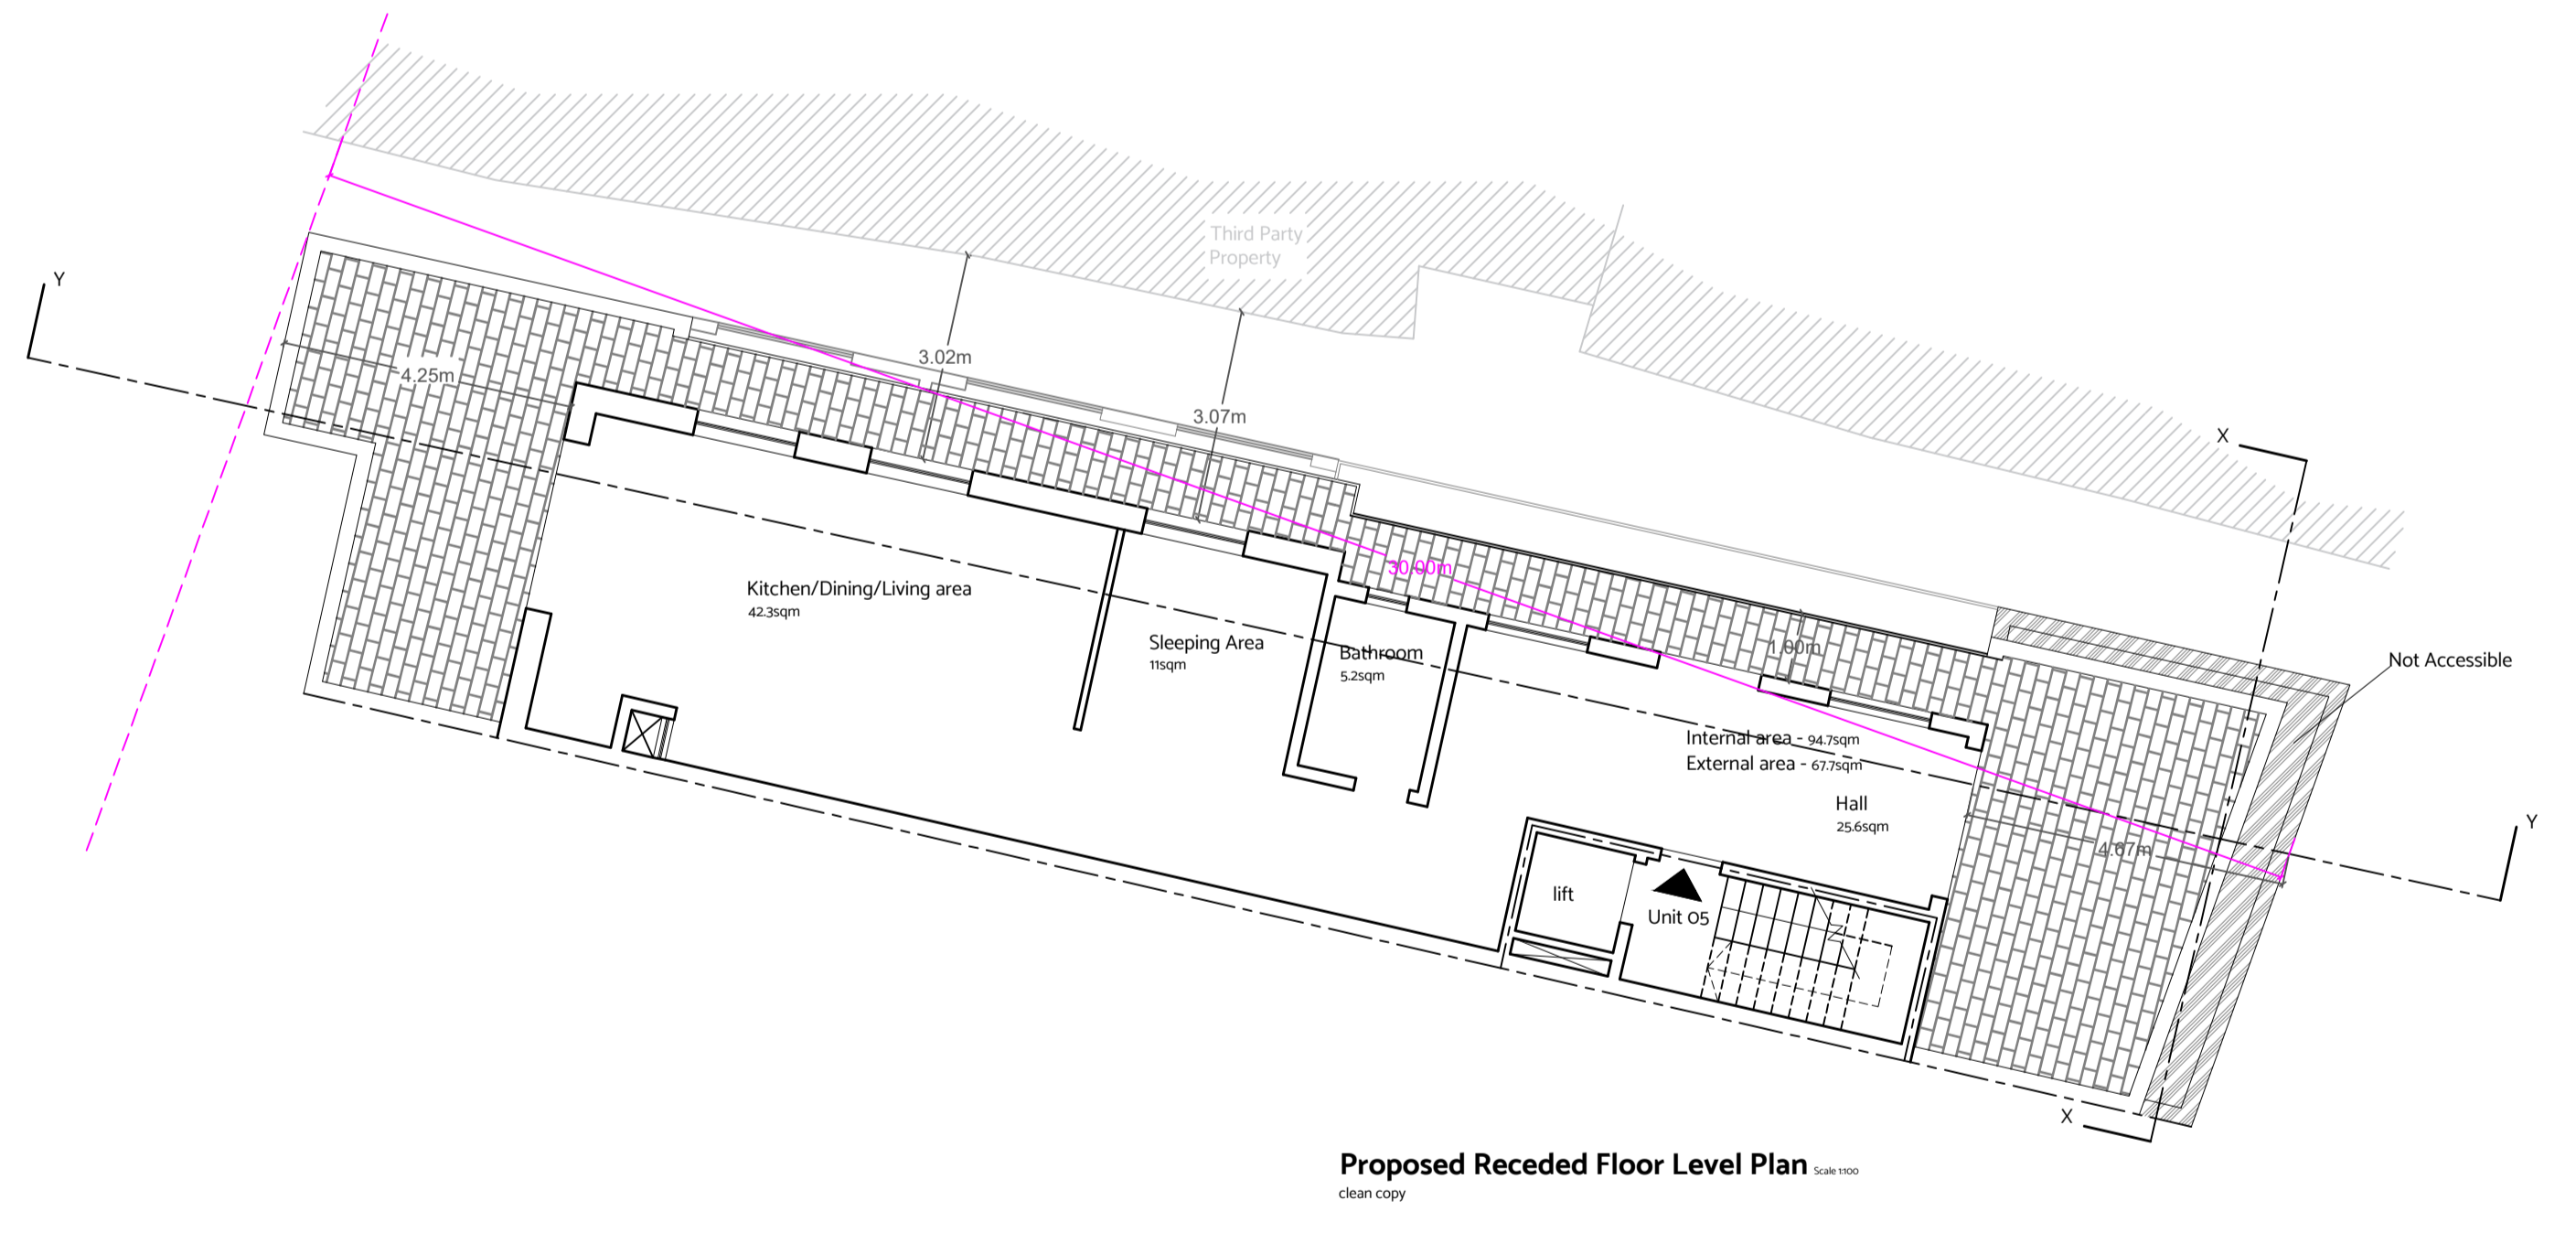 Third Party
Property
Y
4.25m
3.02m
3.07m
X
30.00m
Kitchen/Dining/Living area
42.3sqm
Sleeping Area
11sqm
Bathroom
5.2sqm
1.00m
Not Accessible
Internal area - 94.7sqm
External area - 67.7sqm
Hall
25.6sqm
4.67m
Y
lift
Unit 05
X
Proposed Receded Floor Level Plan Scale 1:100
clean copy